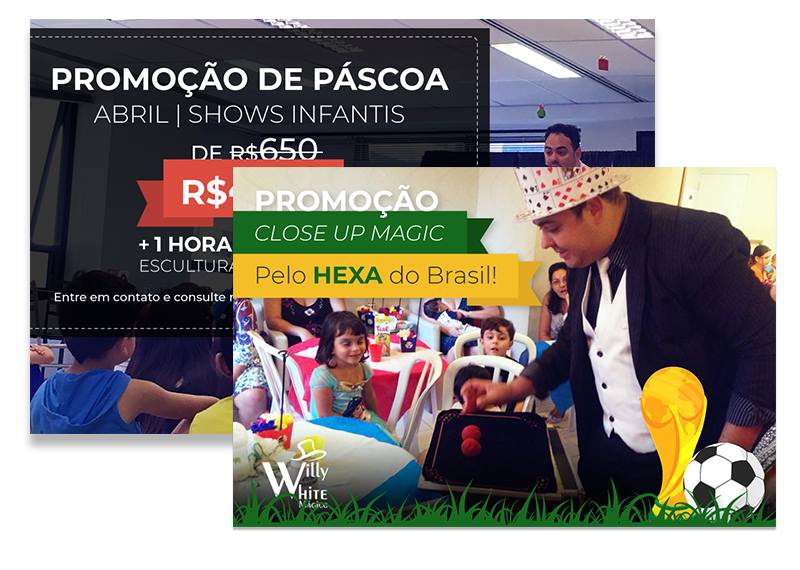 PROMOÇÃO DE PÁSCOA
ABRIL | SHOWS INFANTIS
DE R$650
+ 1 HORA
Entre em contato e consulte
PROMOÇÃO
CLOSE UP MAGIC
Pelo HEXA do Brasil!
Willy
White
Mágico